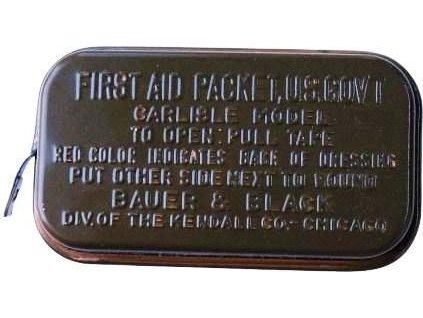 FIRST AID PACKET, U.S. GOV'T
CARLISLE MODEL
TO OPEN: PULL TAPE
RED COLOR INDICATES BACK OF DRESSING
PUT OTHER SIDE NEXT TO WOUND
BAUER & BLACK
DIV. OF THE KENDALL CO.-CHICAGO